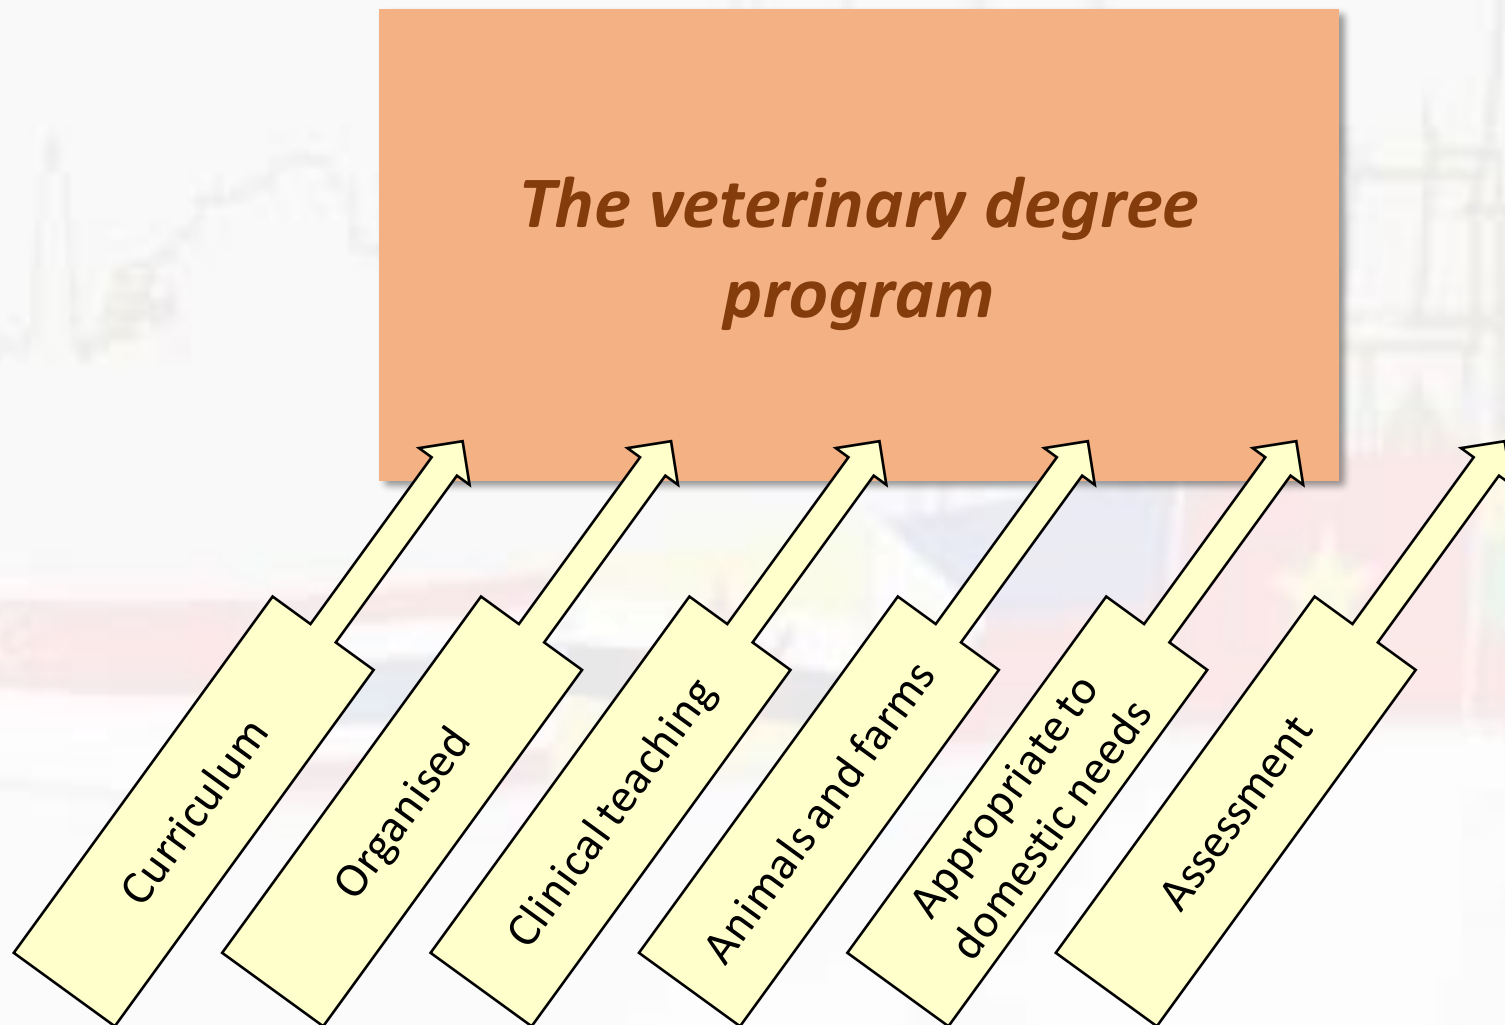 The veterinary degree
program
Curriculum
Organised
Clinical teaching
Animals and farms
Appropriate to
domestic needs
Assessment